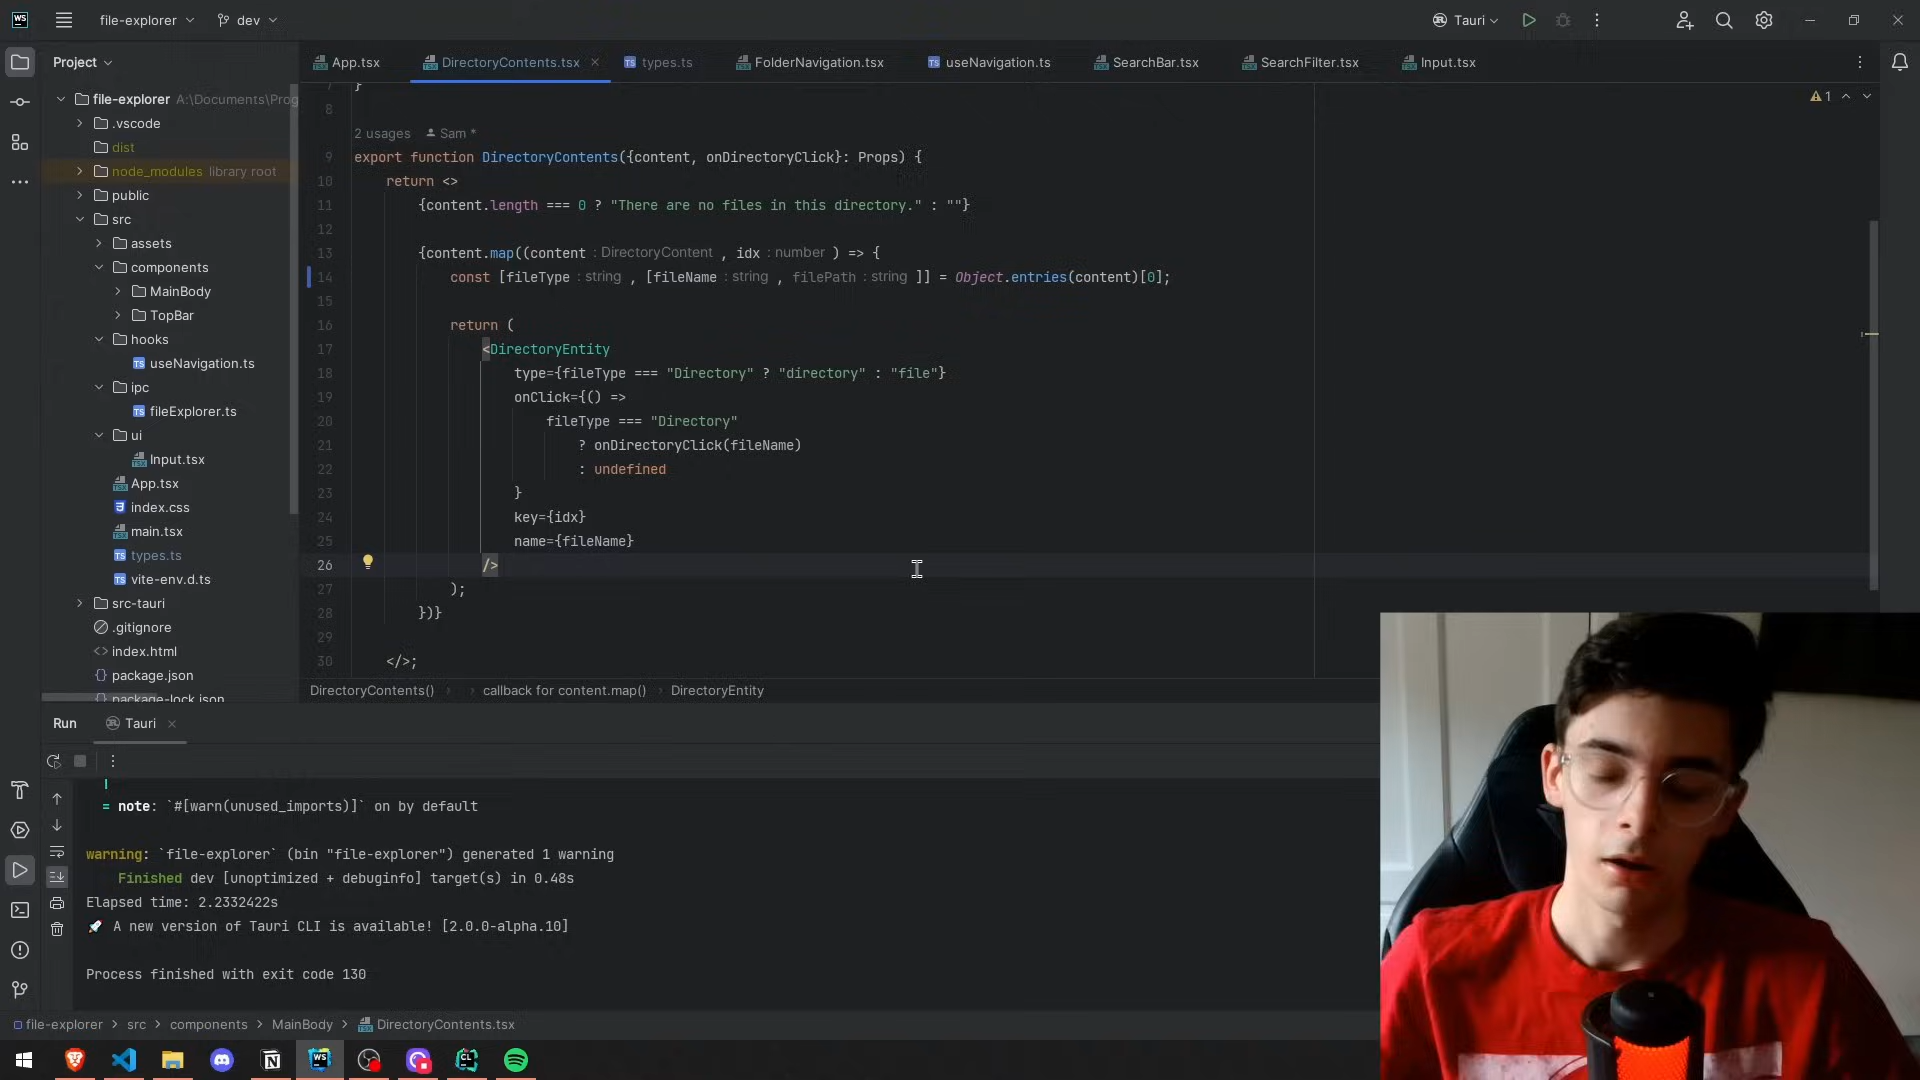 WS file-explorer dev Tauri
Project
App.tsx DirectoryContents.tsx types.ts FolderNavigation.tsx useNavigation.ts SearchBar.tsx SearchFilter.tsx Input.tsx
file-explorer A:\Documents\Prog
.vscode
dist
node_modules library root
public
src
assets
components
MainBody
TopBar
hooks
useNavigation.ts
ipc
fileExplorer.ts
ui
Input.tsx
App.tsx
index.css
main.tsx
types.ts
vite-env.d.ts
src-tauri
.gitignore
index.html
package.json
package-lock.json
1
7 }
8
2 usages Sam *
9 export function DirectoryContents({content, onDirectoryClick}: Props) {
10 return <>
11 {content.length === 0 ? "There are no files in this directory." : ""}
12
13 {content.map((content : DirectoryContent , idx : number ) => {
14 const [fileType : string , [fileName : string , filePath : string ]] = Object.entries(content)[0];
15
16 return (
17 <DirectoryEntity
18 type={fileType === "Directory" ? "directory" : "file"}
19 onClick={() =>
20 fileType === "Directory"
21 ? onDirectoryClick(fileName)
22 : undefined
23 }
24 key={idx}
25 name={fileName}
26 />
27 );
28 })}
29
30 </>;
DirectoryContents() callback for content.map() DirectoryEntity
Run Tauri
|
= note: `#[warn(unused_imports)]` on by default
warning: `file-explorer` (bin "file-explorer") generated 1 warning
Finished dev [unoptimized + debuginfo] target(s) in 0.48s
Elapsed time: 2.2332422s
A new version of Tauri CLI is available! [2.0.0-alpha.10]
Process finished with exit code 130
file-explorer > src > components > MainBody > DirectoryContents.tsx
WS CL